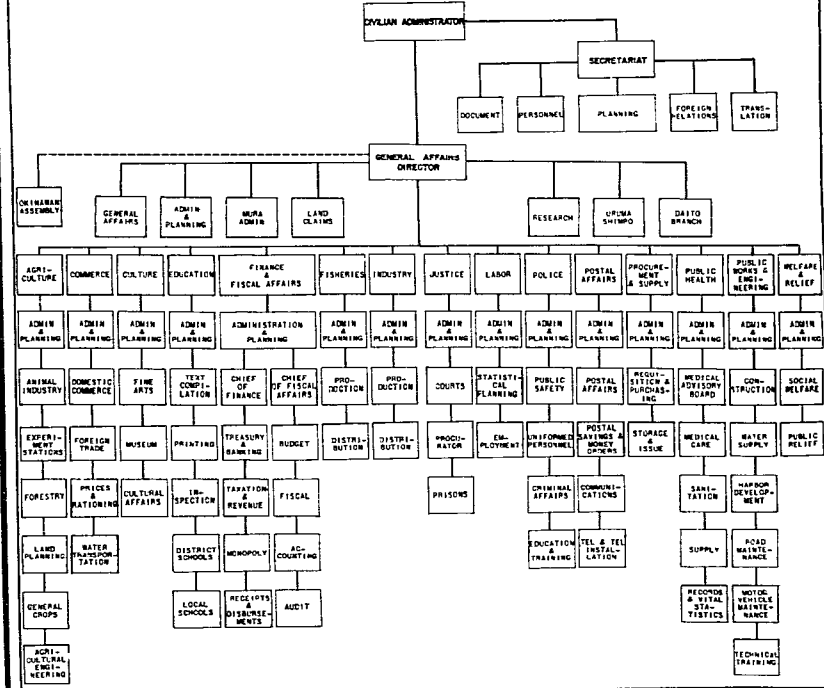 CIVILIAN ADMINISTRATOR
SECRETARIAT
DOCUMENT
PERSONNEL
PLANNING
FOREIGN
RELATIONS
TRANS-
LATION
GENERAL AFFAIRS
DIRECTOR
OKINAWAN
ASSEMBLY
GENERAL
AFFAIRS
ADMIN
&
PLANNING
MURA
ADMIN
LAND
CLAIMS
RESEARCH
URUMA
SHIMPO
DAITO
BRANCH
AGRI-
CULTURE
COMMERCE
CULTURE
EDUCATION
FINANCE
&
FISCAL AFFAIRS
FISHERIES
INDUSTRY
JUSTICE
LABOR
POLICE
POSTAL
AFFAIRS
PROCURE-
MENT
& SUPPLY
PUBLIC
HEALTH
PUBLIC
WORKS &
ENGI-
NEERING
WELFARE
&
RELIEF
ADMIN
&
PLANNING
ADMIN
&
PLANNING
ADMIN
&
PLANNING
ADMIN
&
PLANNING
ADMINISTRATION
&
PLANNING
ADMIN
&
PLANNING
ADMIN
&
PLANNING
ADMIN
&
PLANNING
ADMIN
&
PLANNING
ADMIN
&
PLANNING
ADMIN
&
PLANNING
ADMIN
&
PLANNING
ADMIN
&
PLANNING
ADMIN
&
PLANNING
ADMIN
&
PLANNING
ANIMAL
INDUSTRY
DOMESTIC
COMMERCE
FINE
ARTS
TEXT
COMPI-
LATION
CHIEF
OF
FINANCE
CHIEF
OF FISCAL
AFFAIRS
PRO-
DUCTION
PRO-
DUCTION
COURTS
STATISTI-
CAL
PLANNING
PUBLIC
SAFETY
POSTAL
AFFAIRS
REQUI-
SITION &
PURCHAS-
ING
MEDICAL
ADVISORY
BOARD
CON-
STRUCTION
SOCIAL
WELFARE
EXPERI-
MENT
STATIONS
FOREIGN
TRADE
MUSEUM
PRINTING
TREASURY
&
BANKING
BUDGET
DISTRI-
BUTION
DISTRI-
BUTION
PROCU-
RATOR
EM-
PLOYMENT
UNIFORMED
PERSONNEL
POSTAL
SAVINGS &
MONEY
ORDERS
STORAGE
&
ISSUE
MEDICAL
CARE
WATER
SUPPLY
PUBLIC
RELIEF
FORESTRY
PRICES
&
RATIONING
CULTURAL
AFFAIRS
IN-
SPECTION
TAXATION
&
REVENUE
FISCAL
PRISONS
CRIMINAL
AFFAIRS
COMMUNI-
CATIONS
SANI-
TATION
HARBOR
DEVELOP-
MENT
LAND
PLANNING
WATER
TRANSPOR-
TATION
DISTRICT
SCHOOLS
MONOPOLY
AC-
COUNTING
EDUCATION
&
TRAINING
TEL & TEL
INSTAL-
LATION
SUPPLY
ROAD
MAINTE-
NANCE
GENERAL
CROPS
LOCAL
SCHOOLS
RECEIPTS
&
DISBURSE-
MENTS
AUDIT
RECORDS
& VITAL
STA-
TISTICS
MOTOR
VEHICLE
MAINTE-
NANCE
AGRI-
CULTURAL
ENGI-
NEERING
TECHNICAL
TRAINING